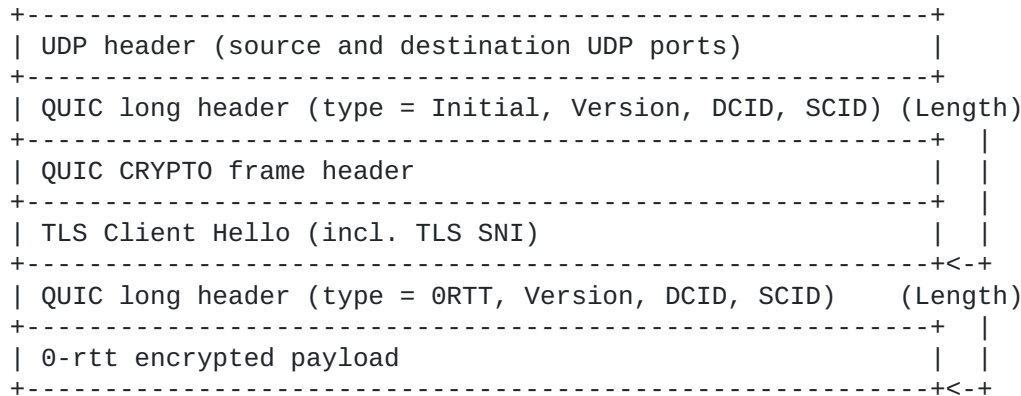 UDP header (source and destination UDP ports)
QUIC long header (type = Initial, Version, DCID, SCID) (Length)
QUIC CRYPTO frame header
TLS Client Hello (incl. TLS SNI)
QUIC long header (type = 0RTT, Version, DCID, SCID) (Length)
0-rtt encrypted payload